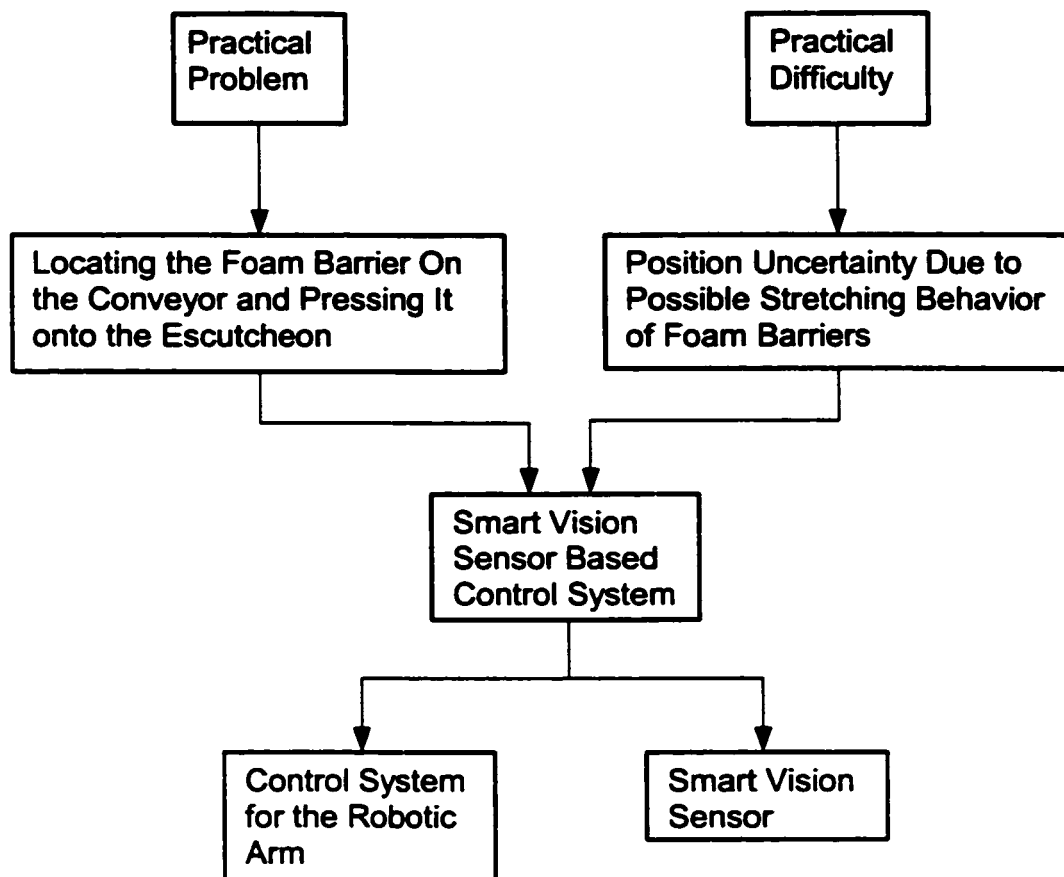 Practical
Problem
Practical
Difficulty
Locating the Foam Barrier On
the Conveyor and Pressing It
onto the Escutcheon
Position Uncertainty Due to
Possible Stretching Behavior
of Foam Barriers
Smart Vision
Sensor Based
Control System
Control System
for the Robotic
Arm
Smart Vision
Sensor